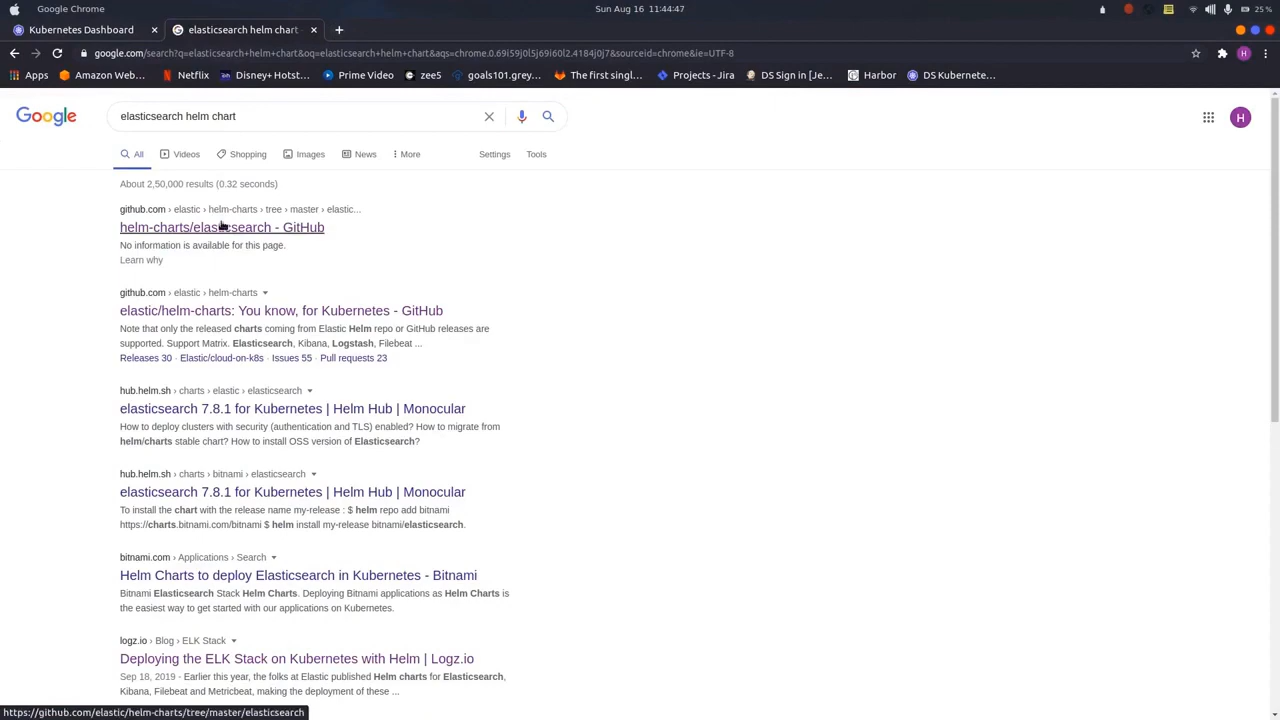 Google Chrome
Sun Aug 16, 11:44:47
25 %
Kubernetes Dashboard
elasticsearch helm chart
google.com/search?q=elasticsearch+helm+chart&oq=elasticsearch+helm+chart&aqs=chrome.0.69i59j0l5j69i60l2.4184j0j7&sourceid=chrome&ie=UTF-8
H
Apps
Amazon Web...
Netflix
Disney+ Hotst...
Prime Video
zee5
goals101.grey...
The first singl...
Projects - Jira
DS Sign in [Je...
Harbor
DS Kubernete...
Google
elasticsearch helm chart
H
All
Videos
Shopping
Images
News
More
Settings
Tools
About 2,50,000 results (0.32 seconds)
github.com › elastic › helm-charts › tree › master › elastic...
helm-charts/elasticsearch - GitHub
No information is available for this page.
Learn why
github.com › elastic › helm-charts
elastic/helm-charts: You know, for Kubernetes - GitHub
Note that only the released charts coming from Elastic Helm repo or GitHub releases are
supported. Support Matrix. Elasticsearch, Kibana, Logstash, Filebeat ...
Releases 30 · Elastic/cloud-on-k8s · Issues 55 · Pull requests 23
hub.helm.sh › charts › elastic › elasticsearch
elasticsearch 7.8.1 for Kubernetes | Helm Hub | Monocular
How to deploy clusters with security (authentication and TLS) enabled? How to migrate from
helm/charts stable chart? How to install OSS version of Elasticsearch?
hub.helm.sh › charts › bitnami › elasticsearch
elasticsearch 7.8.1 for Kubernetes | Helm Hub | Monocular
To install the chart with the release name my-release : $ helm repo add bitnami
https://charts.bitnami.com/bitnami $ helm install my-release bitnami/elasticsearch.
bitnami.com › Applications › Search
Helm Charts to deploy Elasticsearch in Kubernetes - Bitnami
Bitnami Elasticsearch Stack Helm Charts. Deploying Bitnami applications as Helm Charts is
the easiest way to get started with our applications on Kubernetes.
logz.io › Blog › ELK Stack
Deploying the ELK Stack on Kubernetes with Helm | Logz.io
Sep 18, 2019 - Earlier this year, the folks at Elastic published Helm charts for Elasticsearch,
Kibana, Filebeat and Metricbeat, making the deployment of these ...
https://github.com/elastic/helm-charts/tree/master/elasticsearch